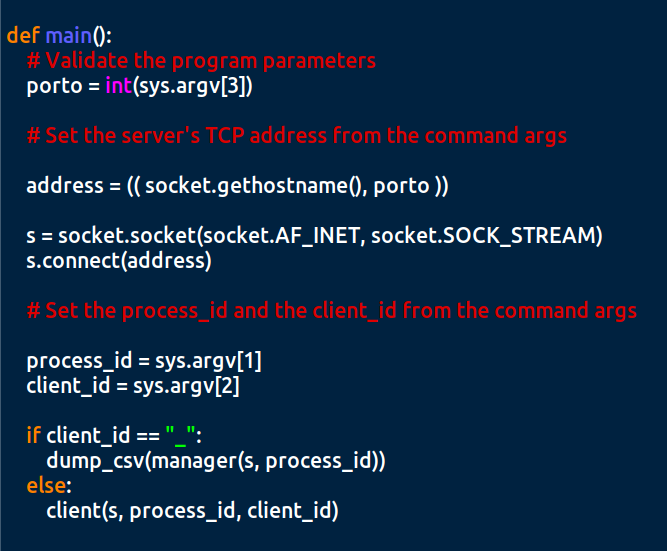 def main():
# Validate the program parameters
porto = int(sys.argv[3])
# Set the server's TCP address from the command args
address = (( socket.gethostname(), porto ))
s = socket.socket(socket.AF_INET, socket.SOCK_STREAM)
s.connect(address)
# Set the process_id and the client_id from the command args
process_id = sys.argv[1]
client_id = sys.argv[2]
if client_id == "_":
dump_csv(manager(s, process_id))
else:
client(s, process_id, client_id)